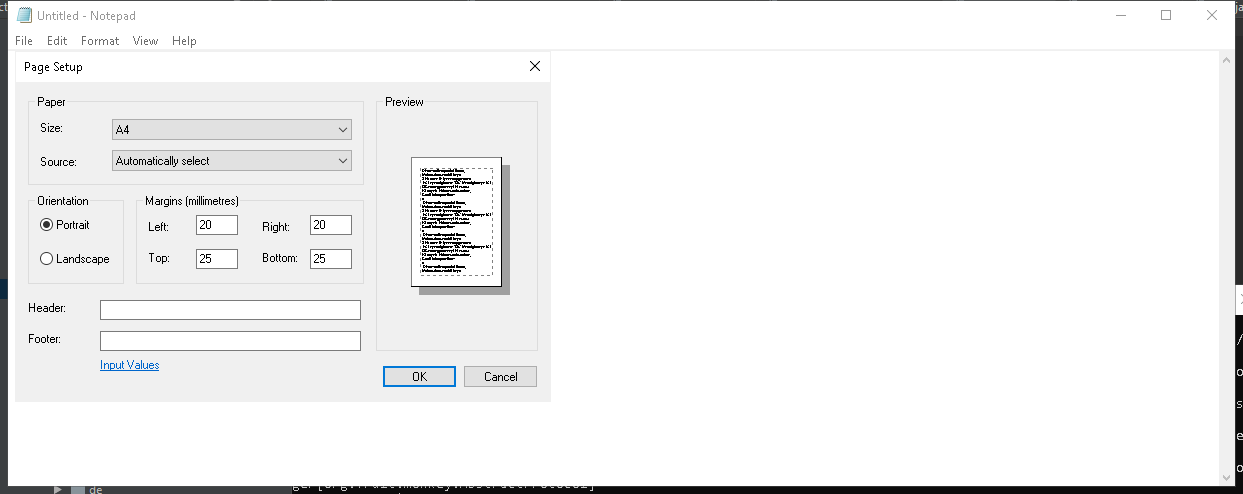 Untitled - Notepad
File Edit Format View Help
Page Setup
Paper
Size: A4
Source: Automatically select
Orientation
Portrait
Landscape
Margins (millimetres)
Left: 20 Right: 20
Top: 25 Bottom: 25
Header:
Footer:
Input Values
Preview
OK Cancel
de